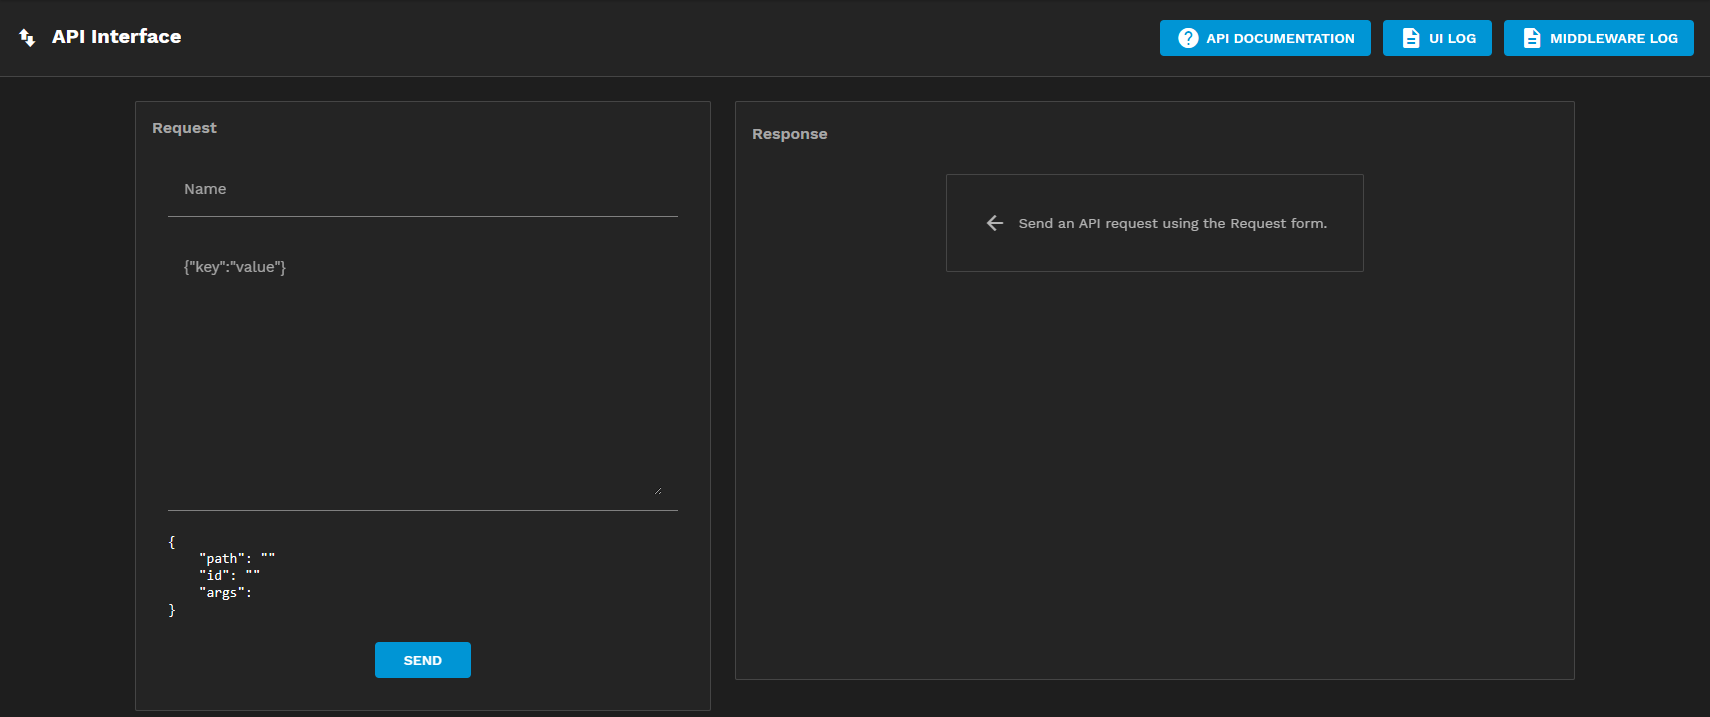 API Interface
API DOCUMENTATION
UI LOG
MIDDLEWARE LOG
Request
Name
{"key":"value"}
{
    "path": ""
    "id": ""
    "args":
}
SEND
Response
Send an API request using the Request form.